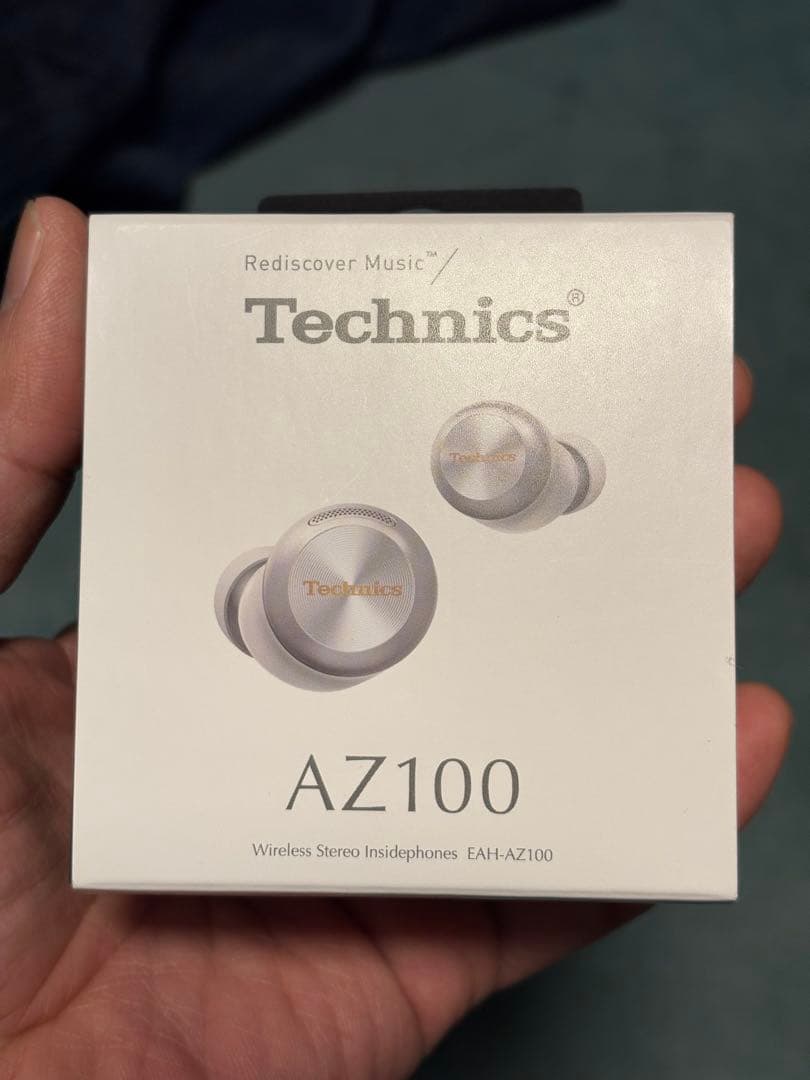 Rediscover Music™/
Technics®
Technics
Technics
AZ100
Wireless Stereo Insidephones EAH-AZ100